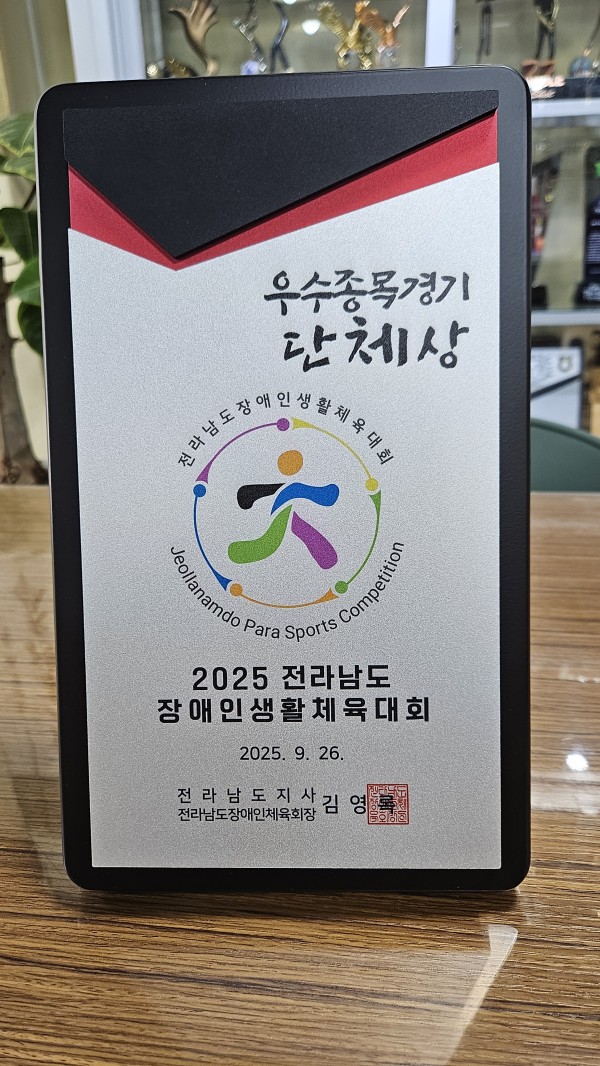 우수종목경기
단체상
전라남도장애인생활체육대회
Jeollanamdo Para Sports Competition
2025 전라남도
장애인생활체육대회
2025. 9. 26.
전라남도지사
전라남도장애인체육회장 김영록